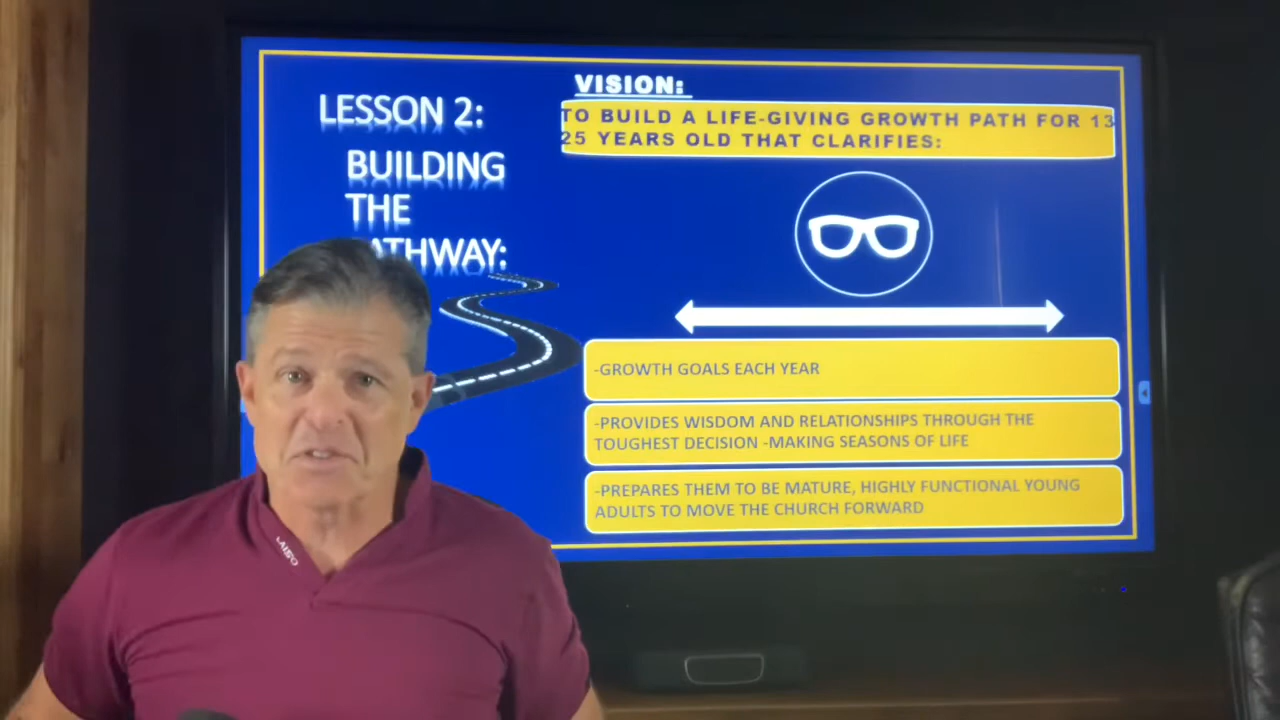 LESSON 2:
BUILDING
THE
PATHWAY:
VISION:
TO BUILD A LIFE-GIVING GROWTH PATH FOR 13
25 YEARS OLD THAT CLARIFIES:
-GROWTH GOALS EACH YEAR
-PROVIDES WISDOM AND RELATIONSHIPS THROUGH THE
TOUGHEST DECISION -MAKING SEASONS OF LIFE
-PREPARES THEM TO BE MATURE, HIGHLY FUNCTIONAL YOUNG
ADULTS TO MOVE THE CHURCH FORWARD